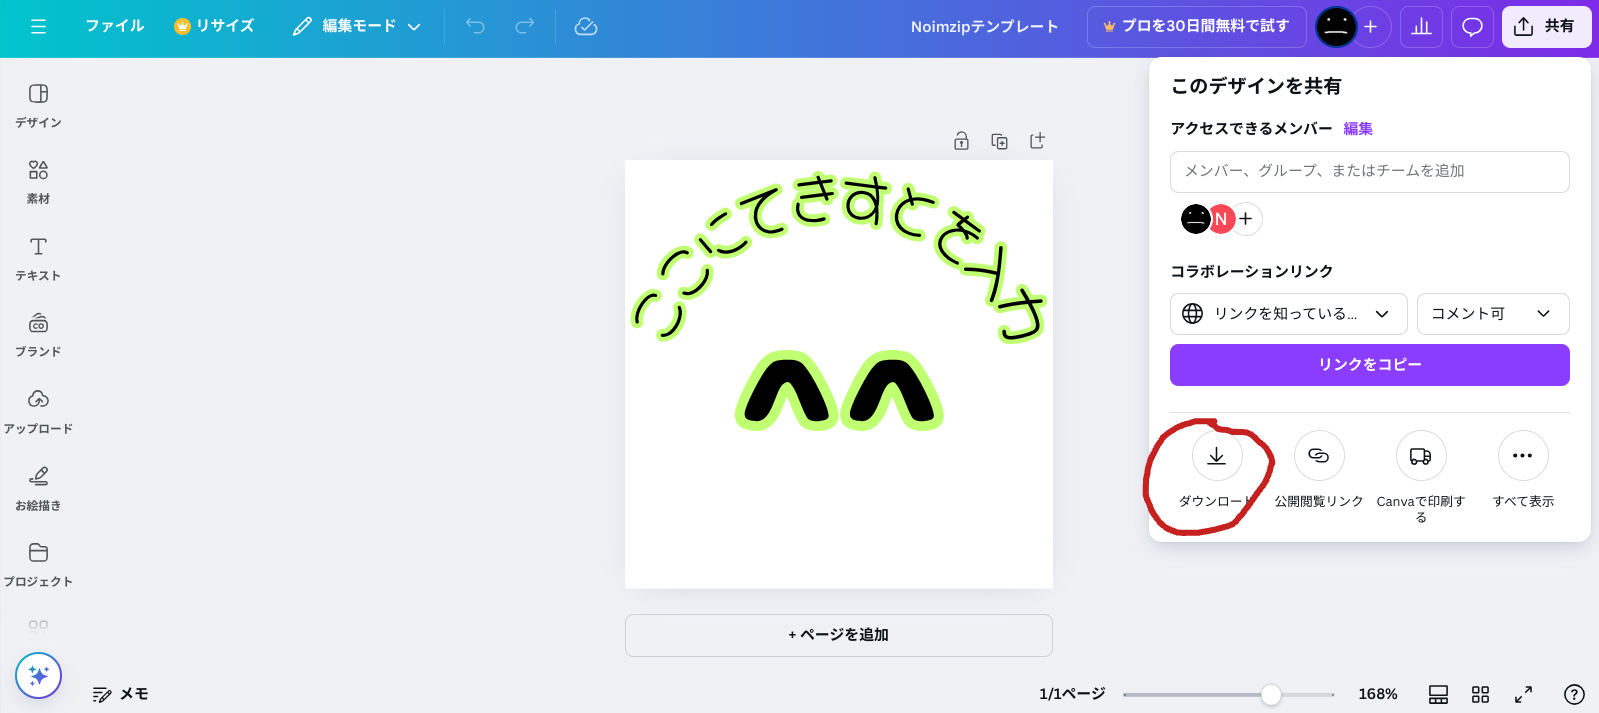 ファイル
リサイズ
編集モード
Noimzipテンプレート
プロを30日間無料で試す
共有
デザイン
素材
テキスト
ブランド
アップロード
お絵描き
プロジェクト
ここにてきすとをトカ
^^
+ ページを追加
メモ
1/1ページ
168%
このデザインを共有
アクセスできるメンバー 編集
メンバー、グループ、またはチームを追加
N
コラボレーションリンク
リンクを知っている...
コメント可
リンクをコピー
ダウンロード
公開閲覧リンク
Canvaで印刷す
る
すべて表示